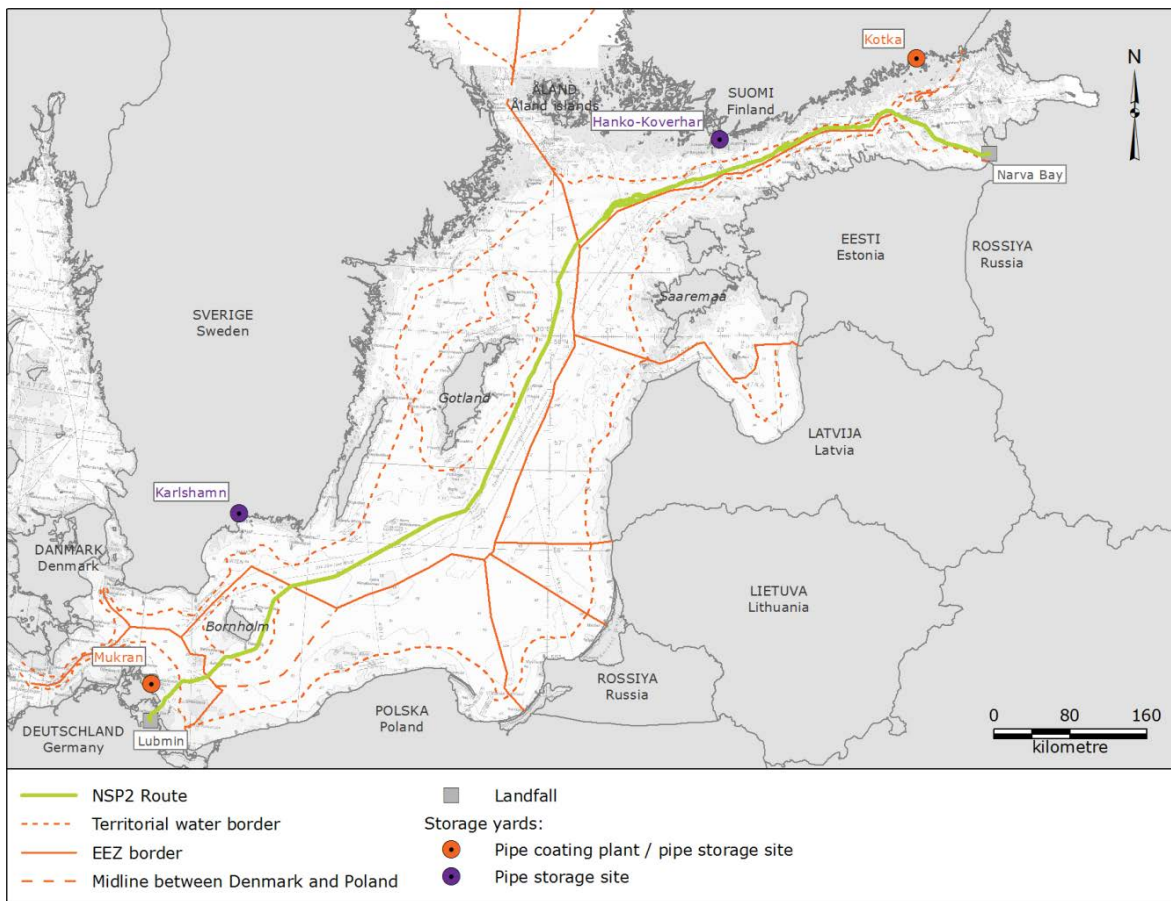 Kotka
N
ÅLAND
Åland islands
SUOMI
Finland
Hanko-Koverhar
Narva Bay
EESTI
Estonia
ROSSIYA
Russia
Saaremaa
SVERIGE
Sweden
Gotland
LATVIJA
Latvia
Karlshamn
DANMARK
Denmark
LIETUVA
Lithuania
Bornholm
Mukran
ROSSIYA
Russia
POLSKA
Poland
DEUTSCHLAND
Germany
Lubmin
0 80 160
kilometre
NSP2 Route
Territorial water border
EEZ border
Midline between Denmark and Poland
Landfall
Storage yards:
Pipe coating plant / pipe storage site
Pipe storage site